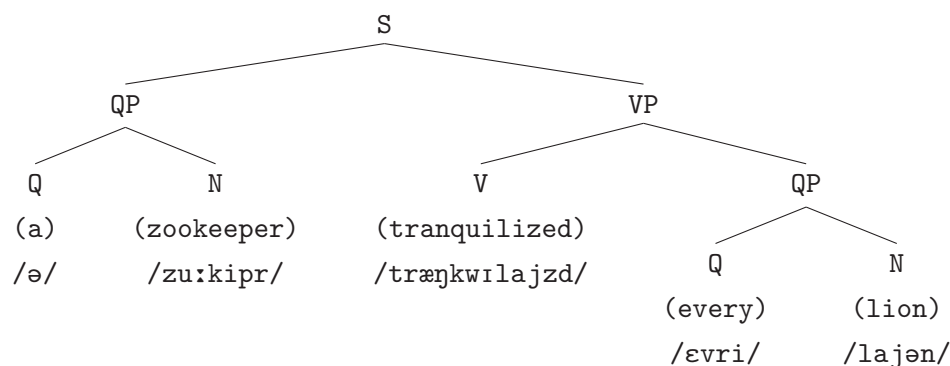 S
QP VP
Q N V QP
(a) (zookeeper) (tranquilized)
/ə/ /zuːkipr/ /træŋkwɪlajzd/
Q N
(every) (lion)
/ɛvri/ /lajən/